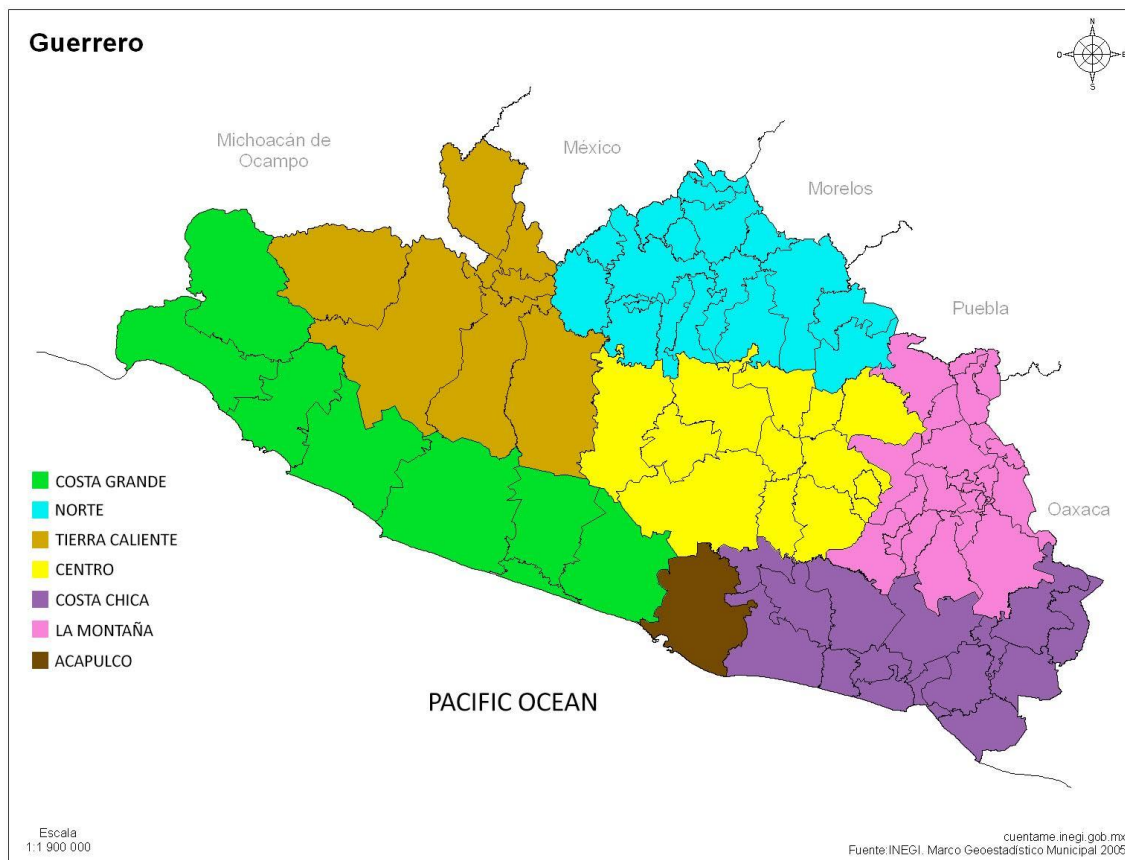 Guerrero
N
O
E
S
Michoacán de
Ocampo
México
Morelos
Puebla
Oaxaca
COSTA GRANDE
NORTE
TIERRA CALIENTE
CENTRO
COSTA CHICA
LA MONTAÑA
ACAPULCO
PACIFIC OCEAN
Escala
1:1 900 000
cuentame.inegi.gob.mx
Fuente:INEGI. Marco Geoestadístico Municipal 2005